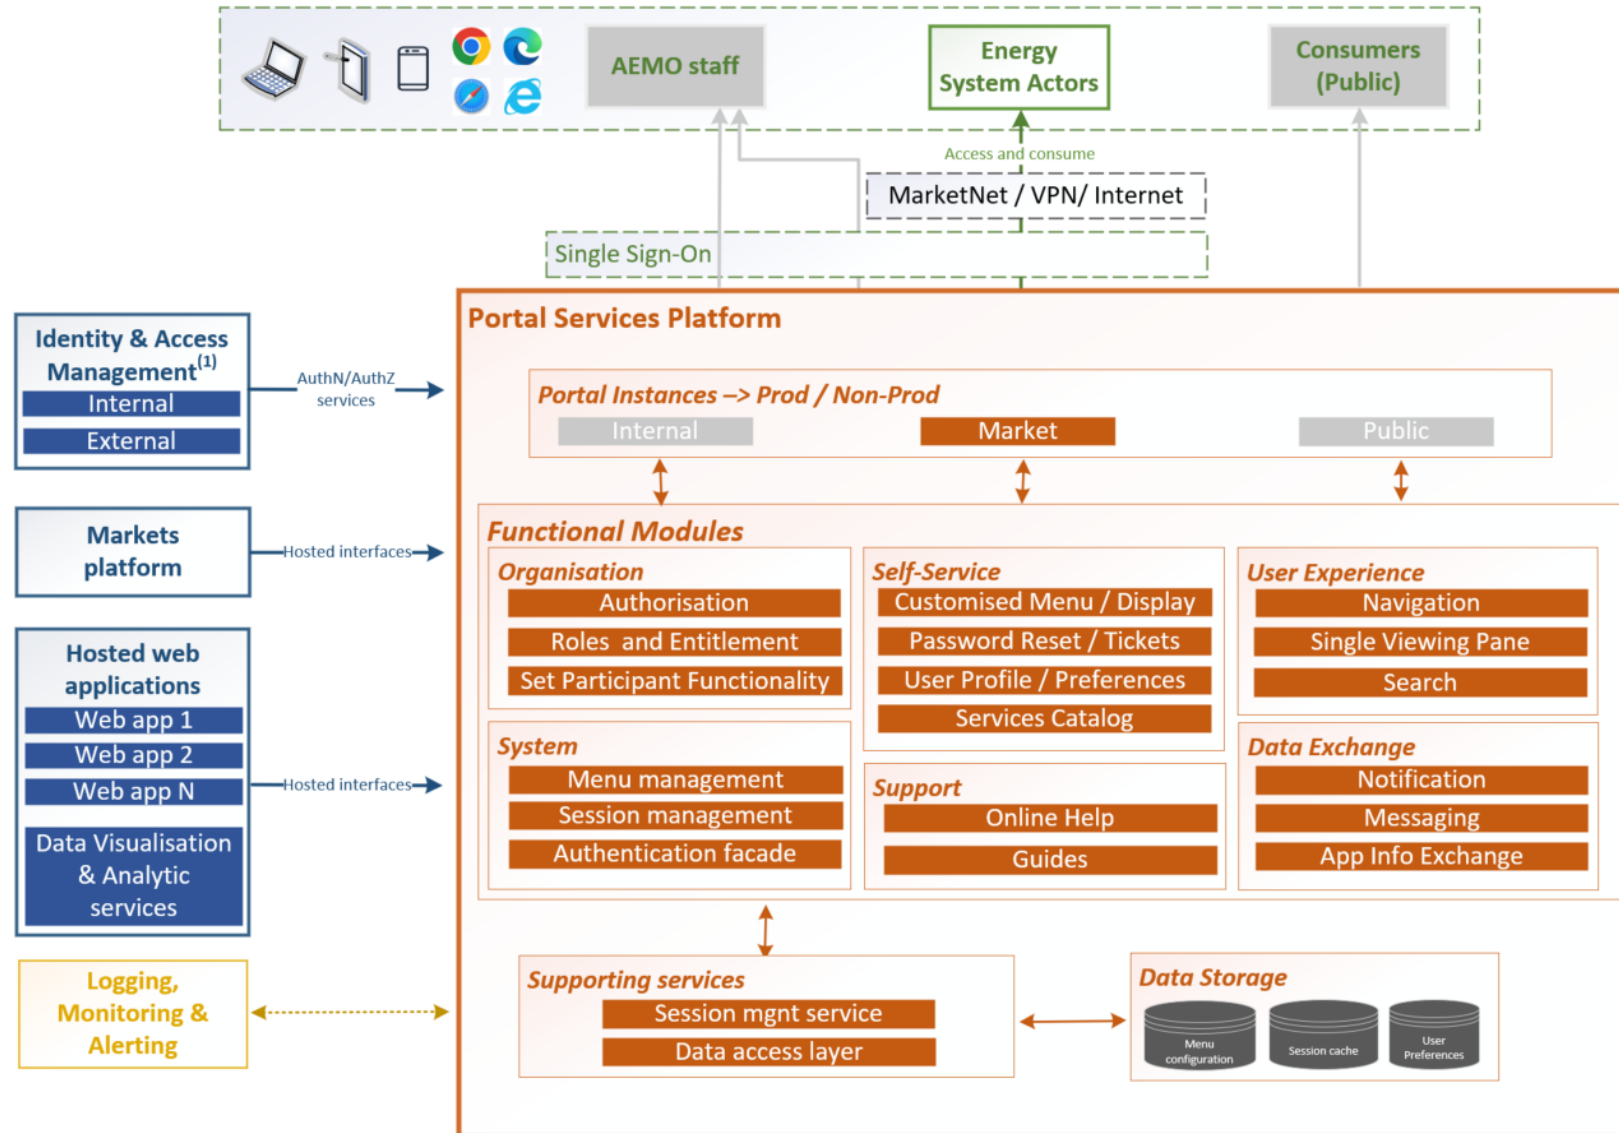 AEMO staff
Energy
System Actors
Consumers
(Public)
Access and consume
MarketNet / VPN/ Internet
Single Sign-On
Portal Services Platform
Identity & Access
Management(1)
Internal
External
AuthN/AuthZ
services
Portal Instances –> Prod / Non-Prod
Internal
Market
Public
Markets
platform
Hosted interfaces
Functional Modules
Organisation
Authorisation
Roles and Entitlement
Set Participant Functionality
Self-Service
Customised Menu / Display
Password Reset / Tickets
User Profile / Preferences
Services Catalog
User Experience
Navigation
Single Viewing Pane
Search
Hosted web
applications
Web app 1
Web app 2
Web app N
Data Visualisation
& Analytic
services
Hosted interfaces
System
Menu management
Session management
Authentication facade
Support
Online Help
Guides
Data Exchange
Notification
Messaging
App Info Exchange
Logging,
Monitoring &
Alerting
Supporting services
Session mgnt service
Data access layer
Data Storage
Menu
configuration
Session cache
User
Preferences